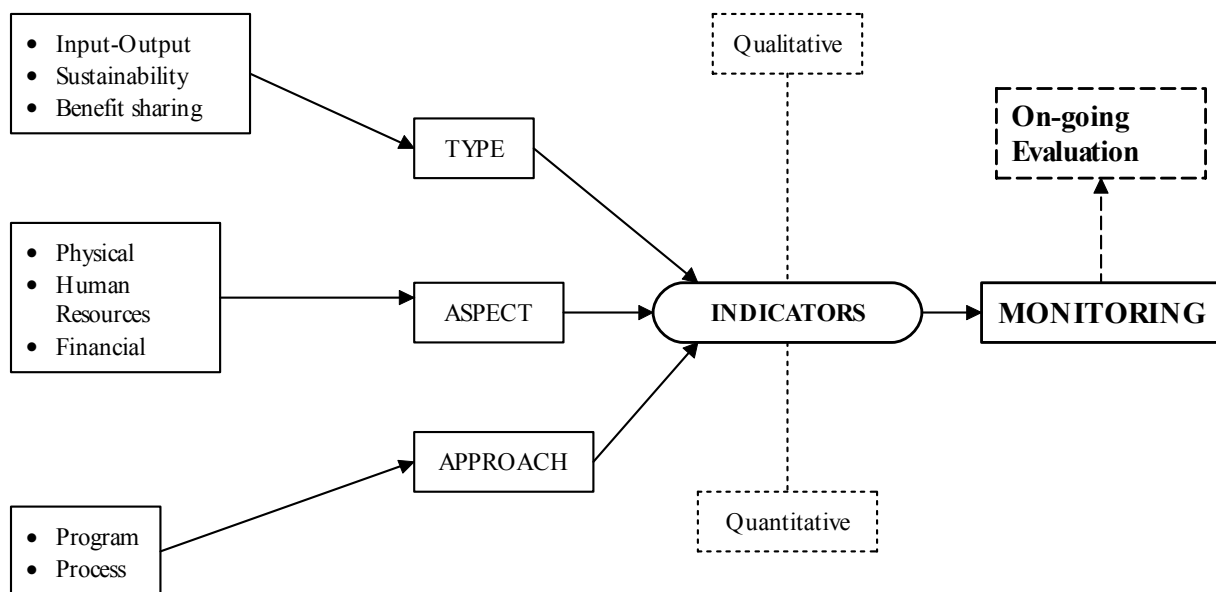 • Input-Output
• Sustainability
• Benefit sharing
Qualitative
On-going
Evaluation
TYPE
• Physical
• Human
Resources
• Financial
ASPECT
INDICATORS
MONITORING
APPROACH
Quantitative
• Program
• Process